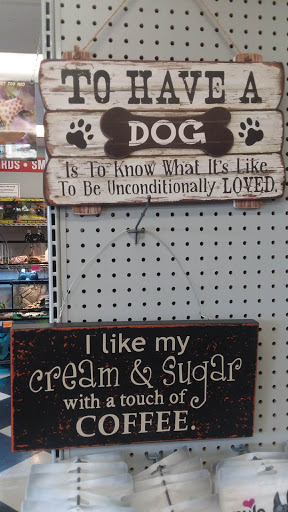 TO HAVE A
DOG
Is To Know What It's Like
To Be Unconditionally LOVED.
I like my
cream & sugar
with a touch of
COFFEE.